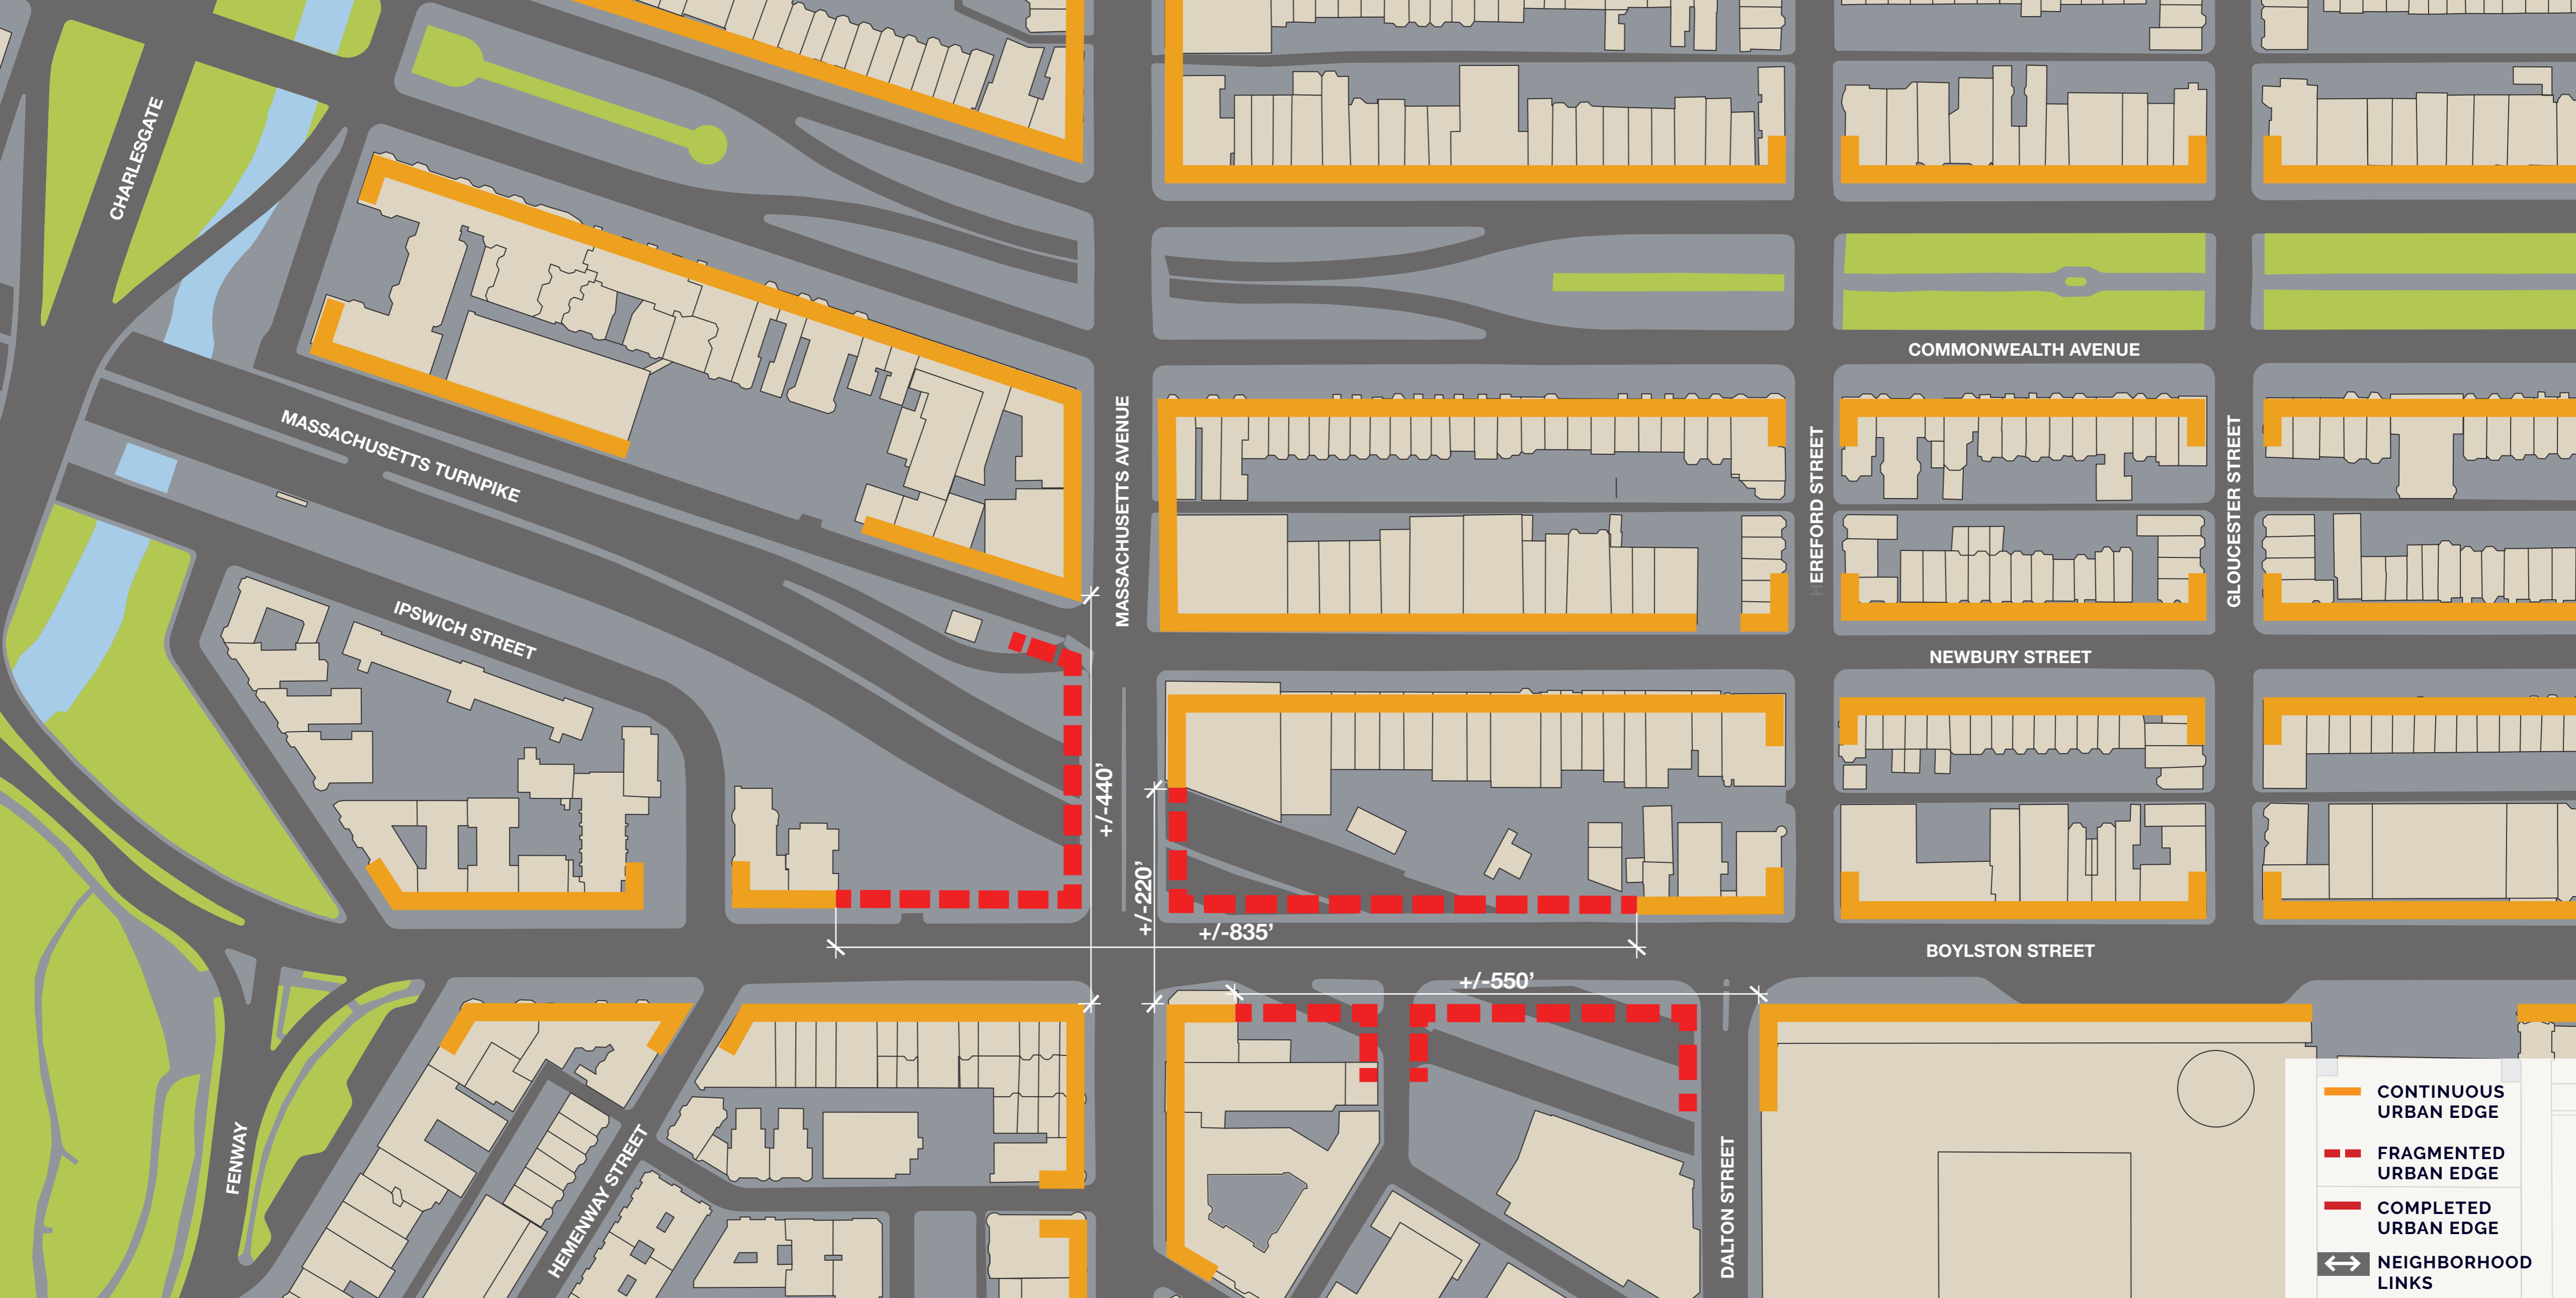 CHARLESGATE
COMMONWEALTH AVENUE
MASSACHUSETTS TURNPIKE
MASSACHUSETTS AVENUE
HEREFORD STREET
GLOUCESTER STREET
IPSWICH STREET
NEWBURY STREET
+/-440’
+/-220’
+/-835’
BOYLSTON STREET
+/-550’
FENWAY
HEMENWAY STREET
DALTON STREET
CONTINUOUS
URBAN EDGE
FRAGMENTED
URBAN EDGE
COMPLETED
URBAN EDGE
NEIGHBORHOOD
LINKS